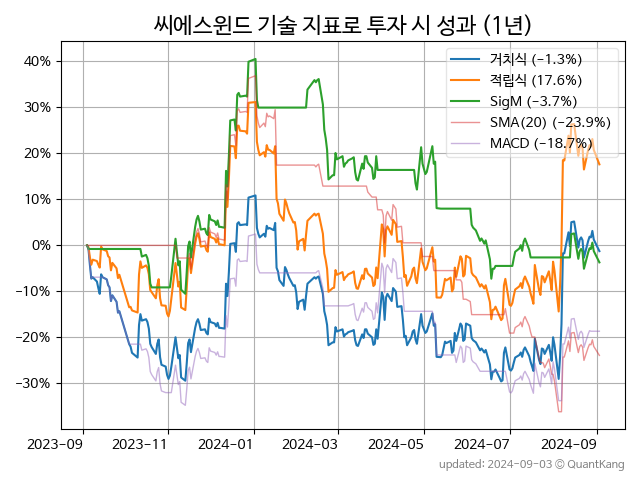 씨에스윈드 기술 지표로 투자 시 성과 (1년)
거치식 (−1.3%)
적립식 (17.6%)
SigM (−3.7%)
SMA(20) (−23.9%)
MACD (−18.7%)
40%
30%
20%
10%
0%
−10%
−20%
−30%
2023-09
2023-11
2024-01
2024-03
2024-05
2024-07
2024-09
updated: 2024-09-03 © QuantKang